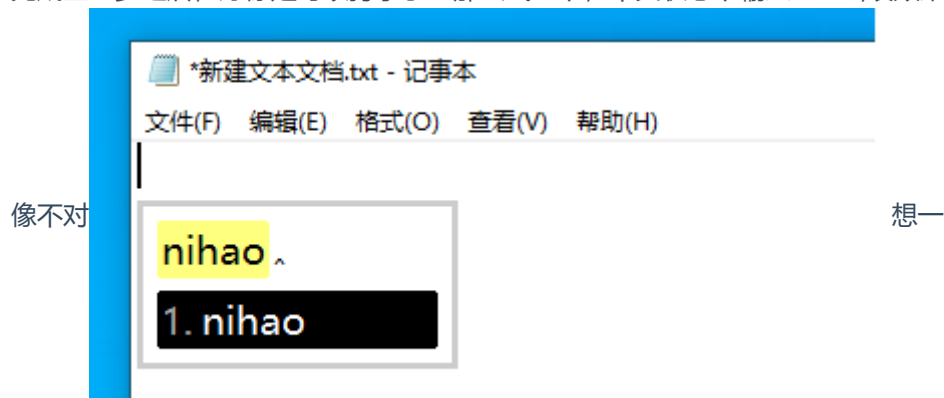 *新建文本文档.txt - 记事本
文件(F) 编辑(E) 格式(O) 查看(V) 帮助(H)
像不对
想一
nihao‸
1. nihao